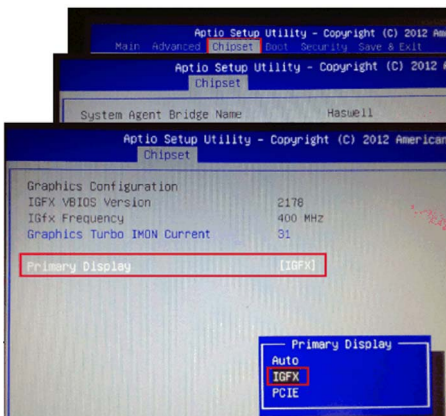 Aptio Setup Utility - Copyright (C) 2012 Am
Main Advanced Chipset Boot Security Save & Exit
Aptio Setup Utility - Copyright (C) 2012
Chipset
System Agent Bridge Name Haswell
Aptio Setup Utility - Copyright (C) 2012 American
Chipset
Graphics Configuration
IGFX VBIOS Version 2178
IGfx Frequency 400 MHz
Graphics Turbo IMON Current 31
Primary Display [IGFX]
Primary Display
Auto
IGFX
PCIE